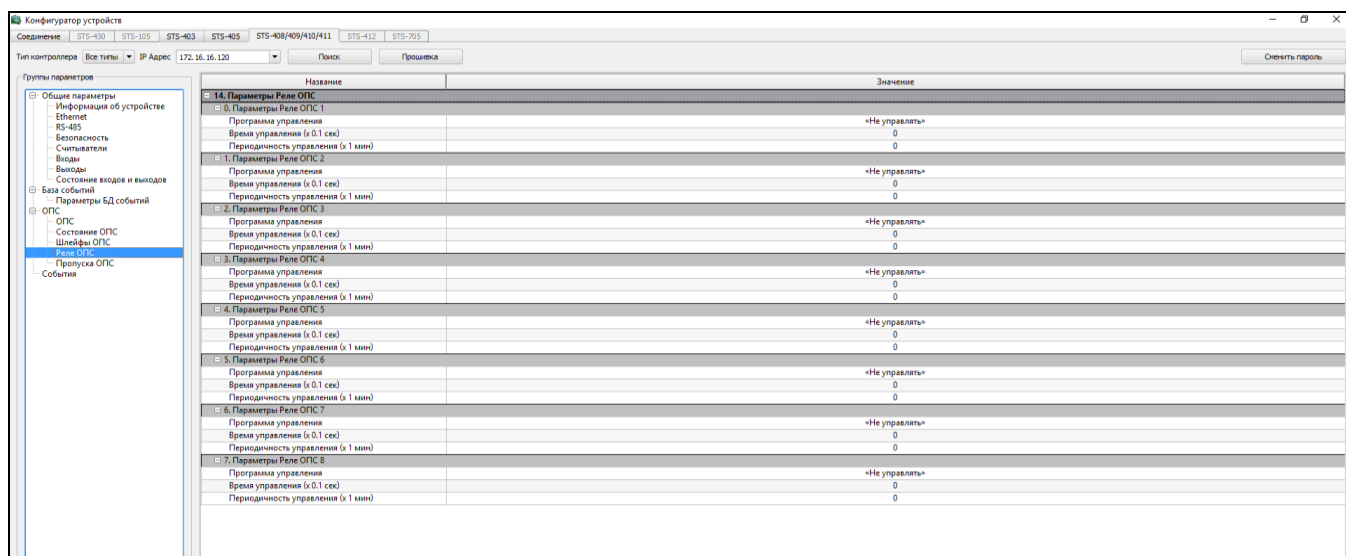 Конфигуратор устройств
Соединение STS-430 STS-105 STS-403 STS-405 STS-408/409/410/411 STS-412 STS-705
Тип контроллера Все типы IP Адрес 172.16.16.120 Поиск Прошивка Сменить пароль
Группы параметров
Общие параметры
Информация об устройстве
Ethernet
RS-485
Безопасность
Считыватели
Входы
Выходы
Состояние входов и выходов
База событий
Параметры БД событий
ОПС
ОПС
Состояние ОПС
Шлейфы ОПС
Реле ОПС
Пропуска ОПС
События
Название Значение
14. Параметры Реле ОПС
0. Параметры Реле ОПС 1
Программа управления «Не управлять»
Время управления (x 0.1 сек) 0
Периодичность управления (x 1 мин) 0
1. Параметры Реле ОПС 2
Программа управления «Не управлять»
Время управления (x 0.1 сек) 0
Периодичность управления (x 1 мин) 0
2. Параметры Реле ОПС 3
Программа управления «Не управлять»
Время управления (x 0.1 сек) 0
Периодичность управления (x 1 мин) 0
3. Параметры Реле ОПС 4
Программа управления «Не управлять»
Время управления (x 0.1 сек) 0
Периодичность управления (x 1 мин) 0
4. Параметры Реле ОПС 5
Программа управления «Не управлять»
Время управления (x 0.1 сек) 0
Периодичность управления (x 1 мин) 0
5. Параметры Реле ОПС 6
Программа управления «Не управлять»
Время управления (x 0.1 сек) 0
Периодичность управления (x 1 мин) 0
6. Параметры Реле ОПС 7
Программа управления «Не управлять»
Время управления (x 0.1 сек) 0
Периодичность управления (x 1 мин) 0
7. Параметры Реле ОПС 8
Программа управления «Не управлять»
Время управления (x 0.1 сек) 0
Периодичность управления (x 1 мин) 0